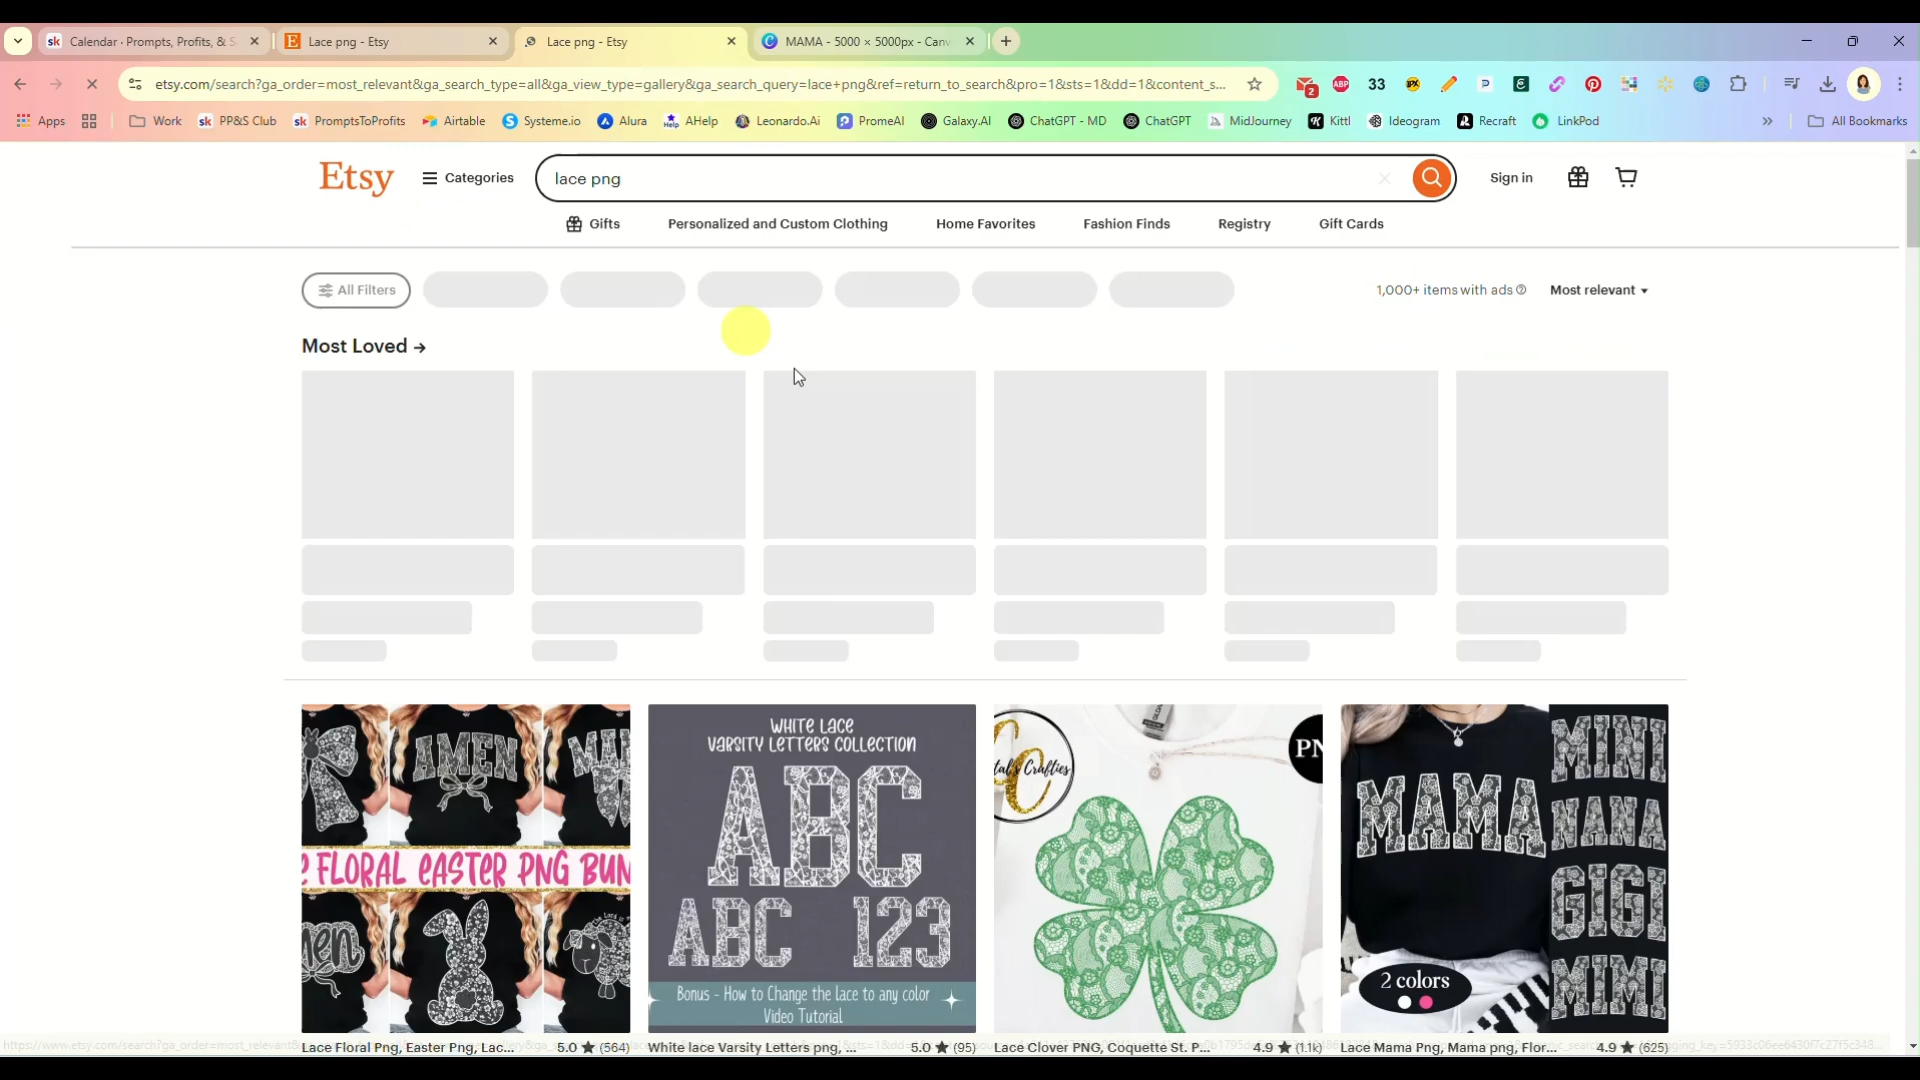 Calendar · Prompts, Profits, & S
Lace png - Etsy
Lace png - Etsy
MAMA - 5000 × 5000px - Canv
etsy.com/search?ga_order=most_relevant&ga_search_type=all&ga_view_type=gallery&ga_search_query=lace+png&ref=return_to_search&pro=1&sts=1&dd=1&content_s...
2
ABP
33
Apps
Work
PP&S Club
PromptsToProfits
Airtable
Systeme.io
Alura
AHelp
Leonardo.Ai
PromeAI
Galaxy.AI
ChatGPT - MD
ChatGPT
MidJourney
Kittl
Ideogram
Recraft
LinkPod
»
All Bookmarks
Etsy
Categories
lace png
Sign in
Gifts
Personalized and Custom Clothing
Home Favorites
Fashion Finds
Registry
Gift Cards
All Filters
1,000+ items with ads
Most relevant
Most Loved →
AMEN
FLORAL EASTER PNG BUN
WHITE LACE
VARSITY LETTERS COLLECTION
ABC
ABC 123
Bonus - How to Change the lace to any color
Video Tutorial
Crafties
PN
MAMA
MINI
NANA
GIGI
MIMI
2 colors
Lace Floral Png, Easter Png, Lac...
5.0 ★ (564)
White lace Varsity Letters png, ...
5.0 ★ (95)
Lace Clover PNG, Coquette St. P...
4.9 ★ (1.1k)
Lace Mama Png, Mama png, Flor...
4.9 ★ (625)